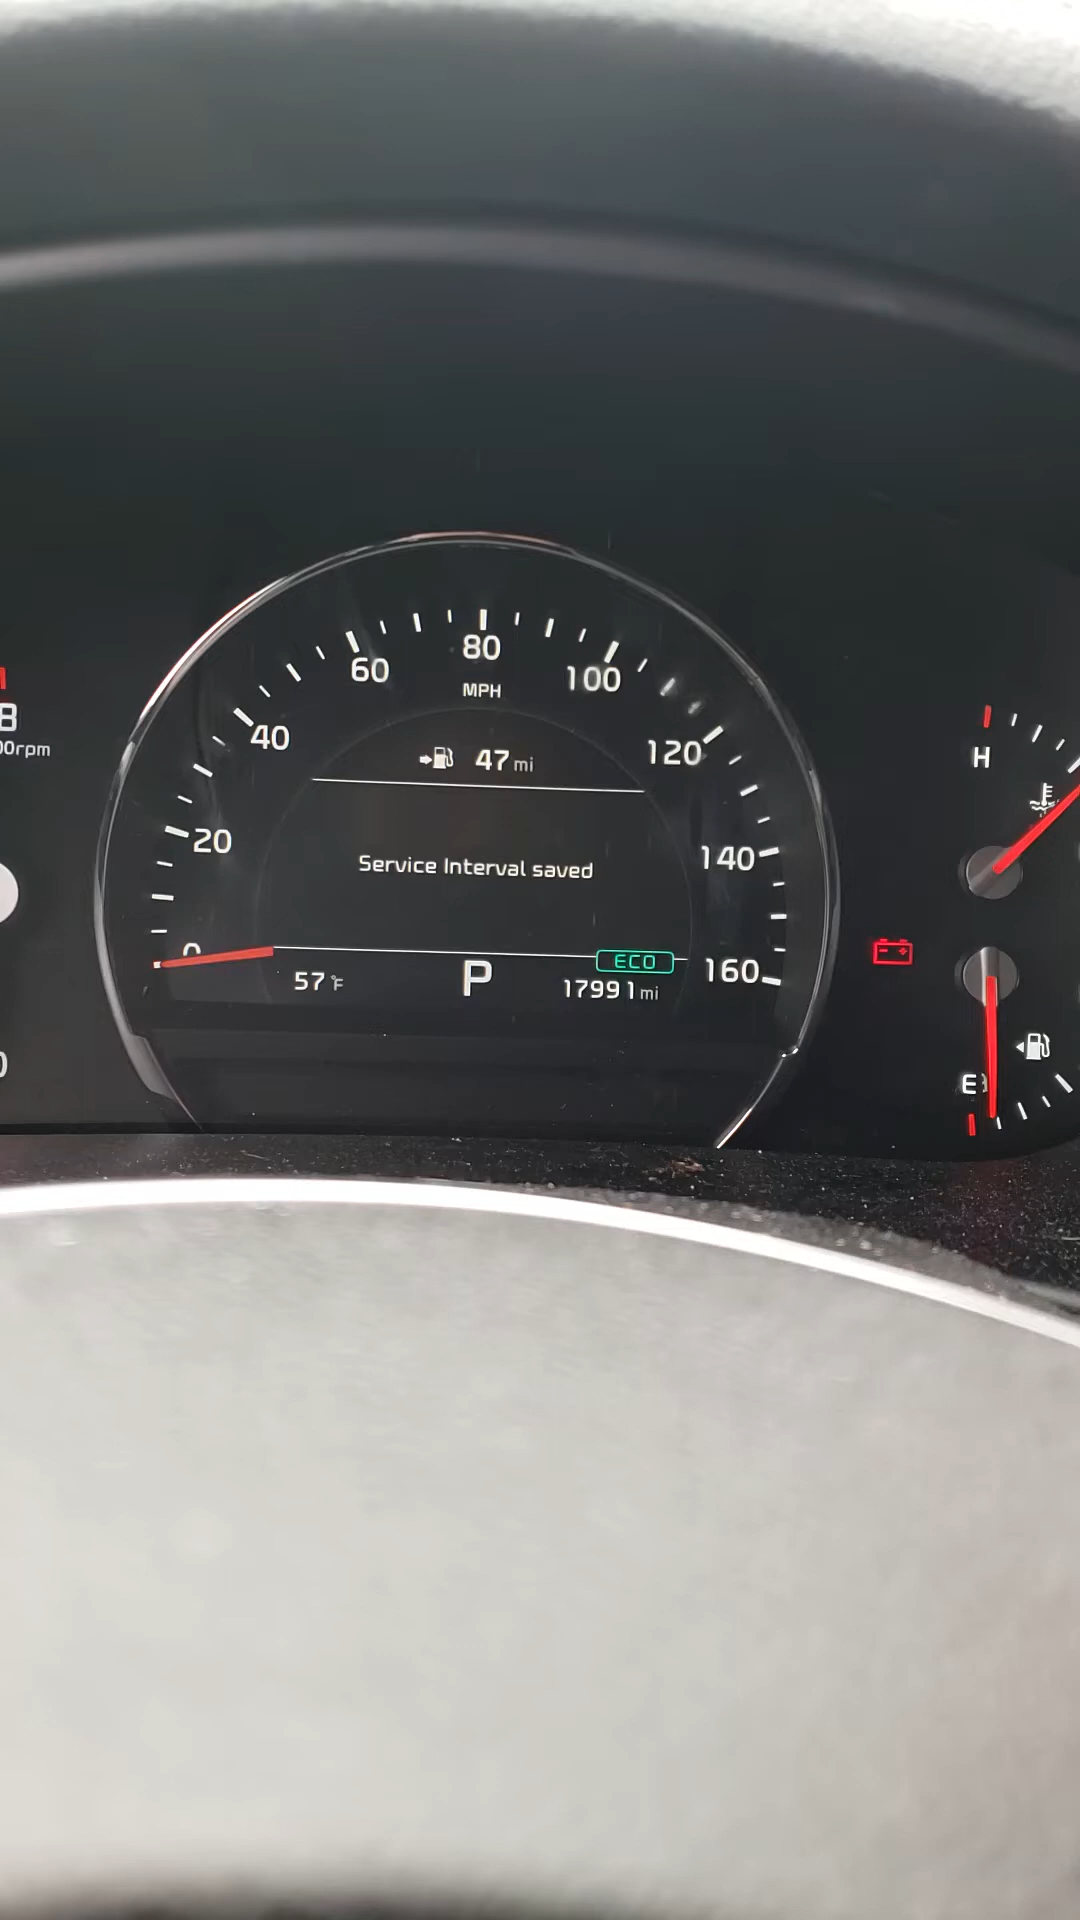 80
60
MPH
100
8
40
00rpm
47 mi
120
H
20
Service Interval saved
140
0
ECO
160
57°F
P
17991 mi
E